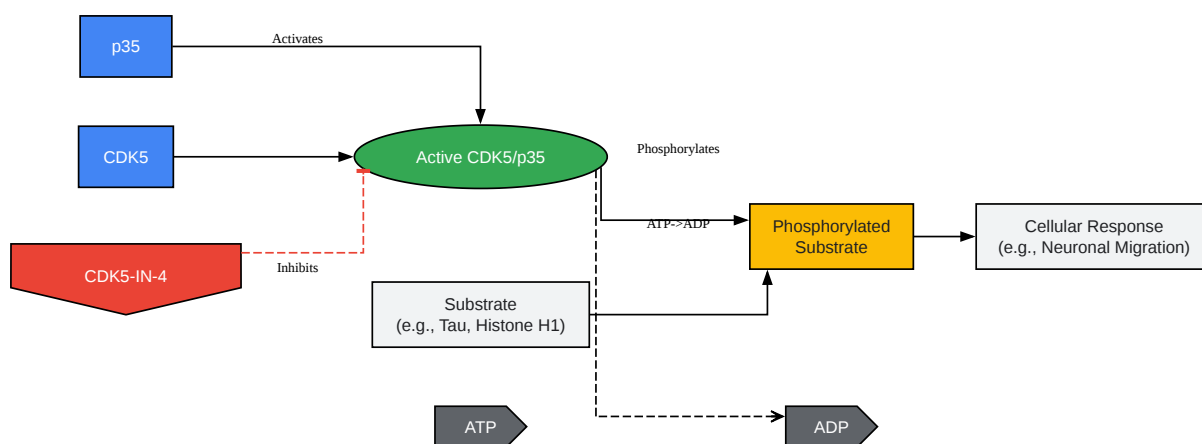 p35
Activates
CDK5
Active CDK5/p35
Phosphorylates
ATP->ADP
Phosphorylated
Substrate
Cellular Response
(e.g., Neuronal Migration)
CDK5-IN-4
Inhibits
Substrate
(e.g., Tau, Histone H1)
ATP
ADP